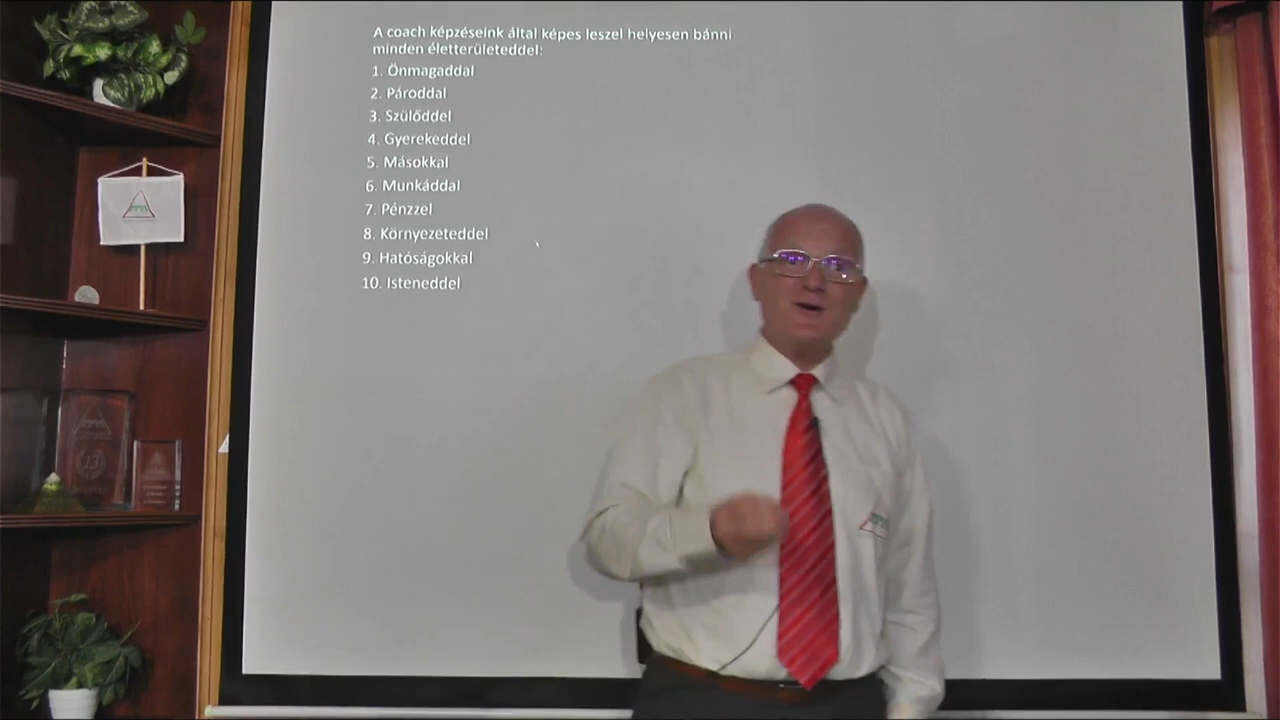 A coach képzéseink által képes leszel helyesen bánni
minden életterületeddel:
1. Önmagaddal
2. Pároddal
3. Szülőddel
4. Gyerekeddel
5. Másokkal
6. Munkáddal
7. Pénzzel
8. Környezeteddel
9. Hatóságokkal
10. Isteneddel
13